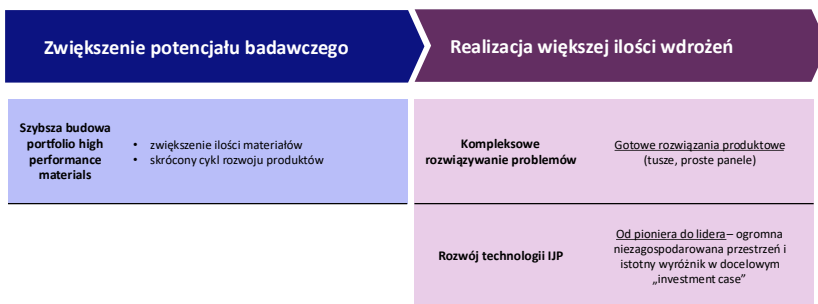 Zwiększenie potencjału badawczego
Realizacja większej ilości wdrożeń
Szybsza budowa
portfolio high
performance
materials
• zwiększenie ilości materiałów
• skrócony cykl rozwoju produktów
Kompleksowe
rozwiązywanie problemów
Gotowe rozwiązania produktowe
(tusze, proste panele)
Rozwój technologii IJP
Od pioniera do lidera– ogromna
niezagospodarowana przestrzeń i
istotny wyróżnik w docelowym
„investment case”